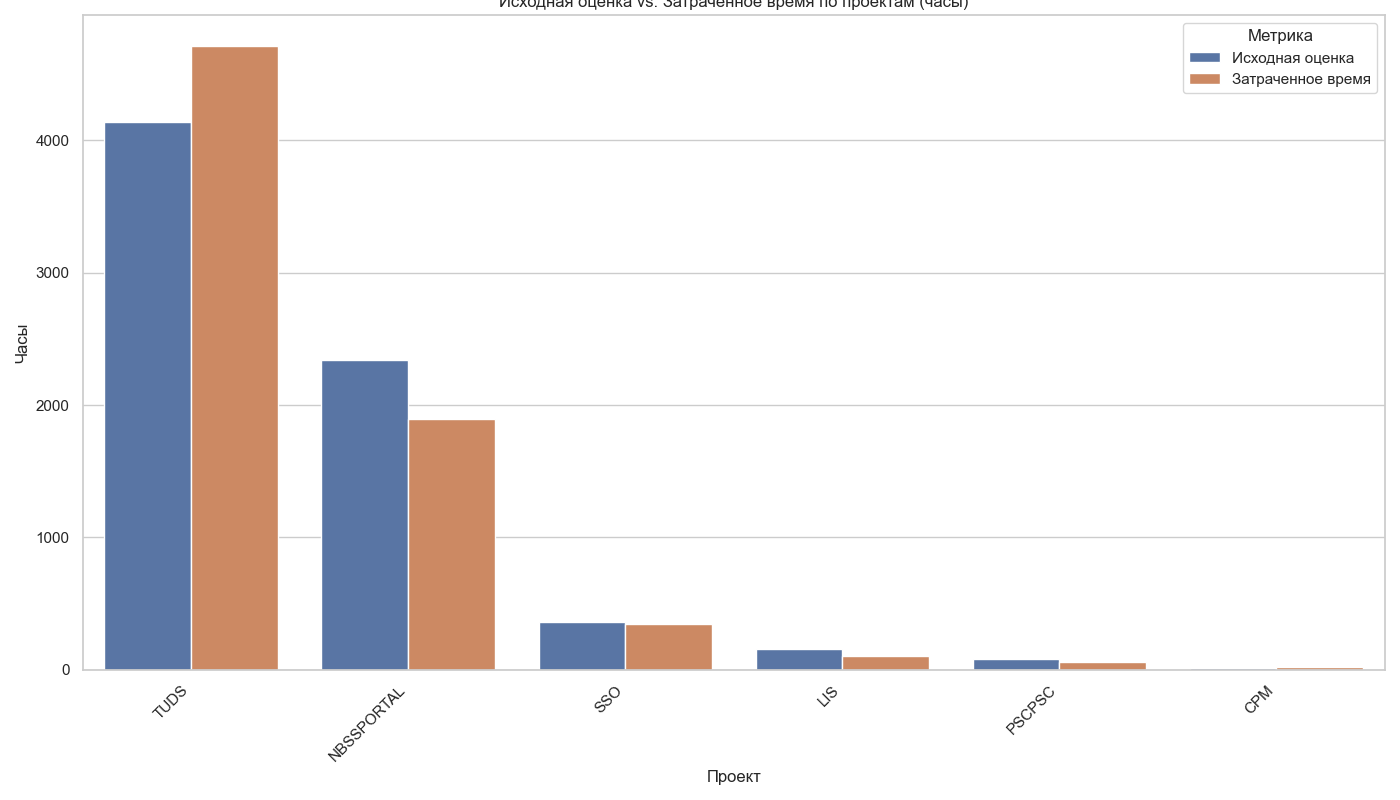 Исходная оценка vs. Затраченное время по проектам (часы)
Метрика
Исходная оценка
Затраченное время
Часы
4000
3000
2000
1000
0
TUDS
NBSSPORTAL
SSO
LIS
PSCPSC
CPM
Проект